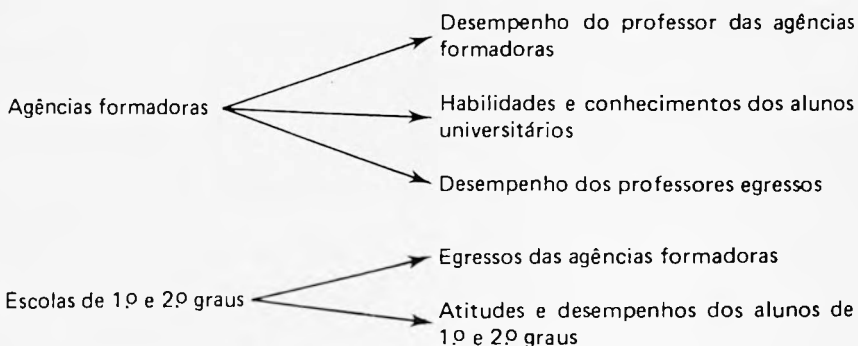 Desempenho do professor das agências
formadoras
Agências formadoras
Habilidades e conhecimentos dos alunos
universitários
Desempenho dos professores egressos
Egressos das agências formadoras
Escolas de 1º e 2º graus
Atitudes e desempenhos dos alunos de
1º e 2º graus